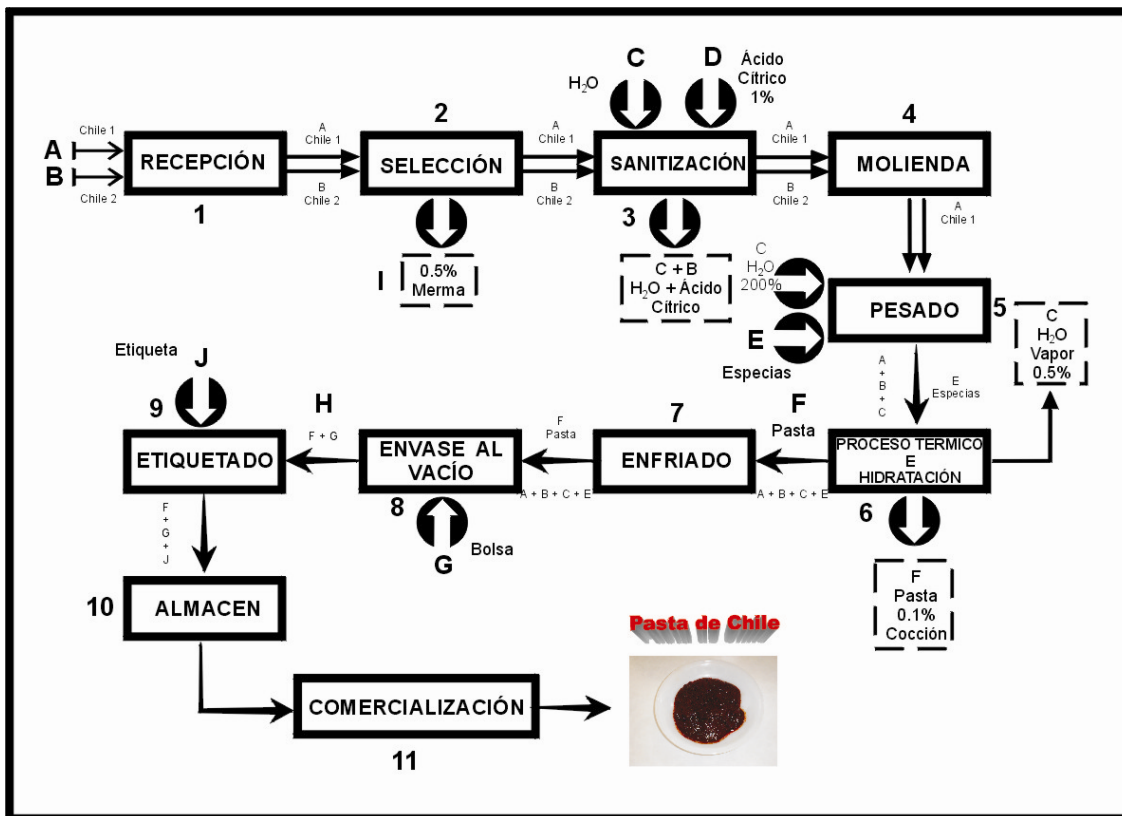 C
H₂O
D
Ácido
Cítrico
1%
2
4
A
B
Chile 1
Chile 2
RECEPCIÓN
1
A
Chile 1
B
Chile 2
SELECCIÓN
A
Chile 1
B
Chile 2
SANITIZACIÓN
3
A
Chile 1
B
Chile 2
MOLIENDA
A
Chile 1
I
0.5%
Merma
C + B
H₂O + Ácido
Cítrico
C
H₂O
200%
E
Especias
PESADO
5
C
H₂O
Vapor
0.5%
A
+
B
+
C
E
Especias
PROCESO TERMICO
E
HIDRATACIÓN
6
F
Pasta
0.1%
Cocción
F
Pasta
A + B + C + E
7
ENFRIADO
F
Pasta
A + B + C + E
ENVASE AL
VACÍO
8
G
Bolsa
H
F + G
Etiqueta
J
9
ETIQUETADO
F
+
G
+
J
10
ALMACEN
COMERCIALIZACIÓN
11
Pasta de Chile